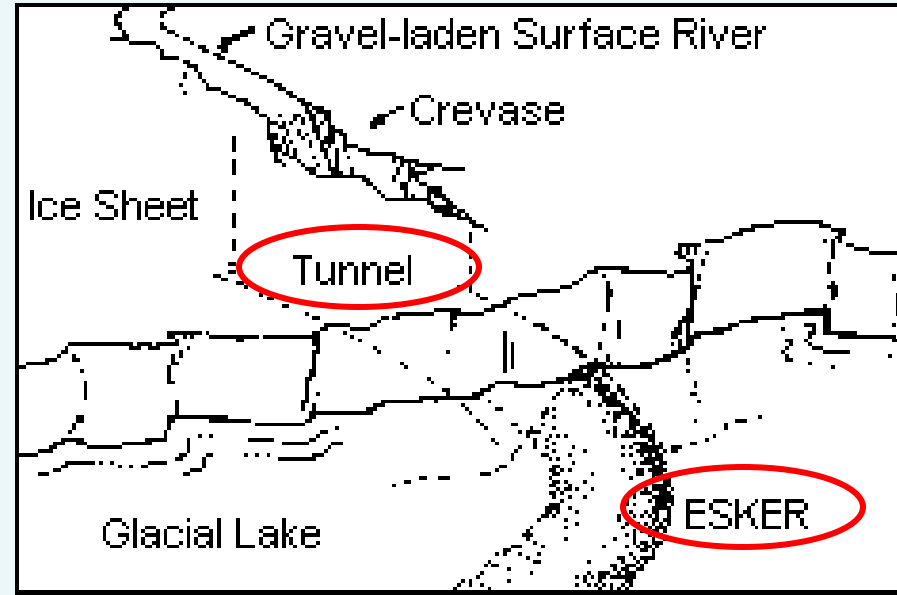 Gravel-laden Surface River
Crevase
Ice Sheet
Tunnel
ESKER
Glacial Lake